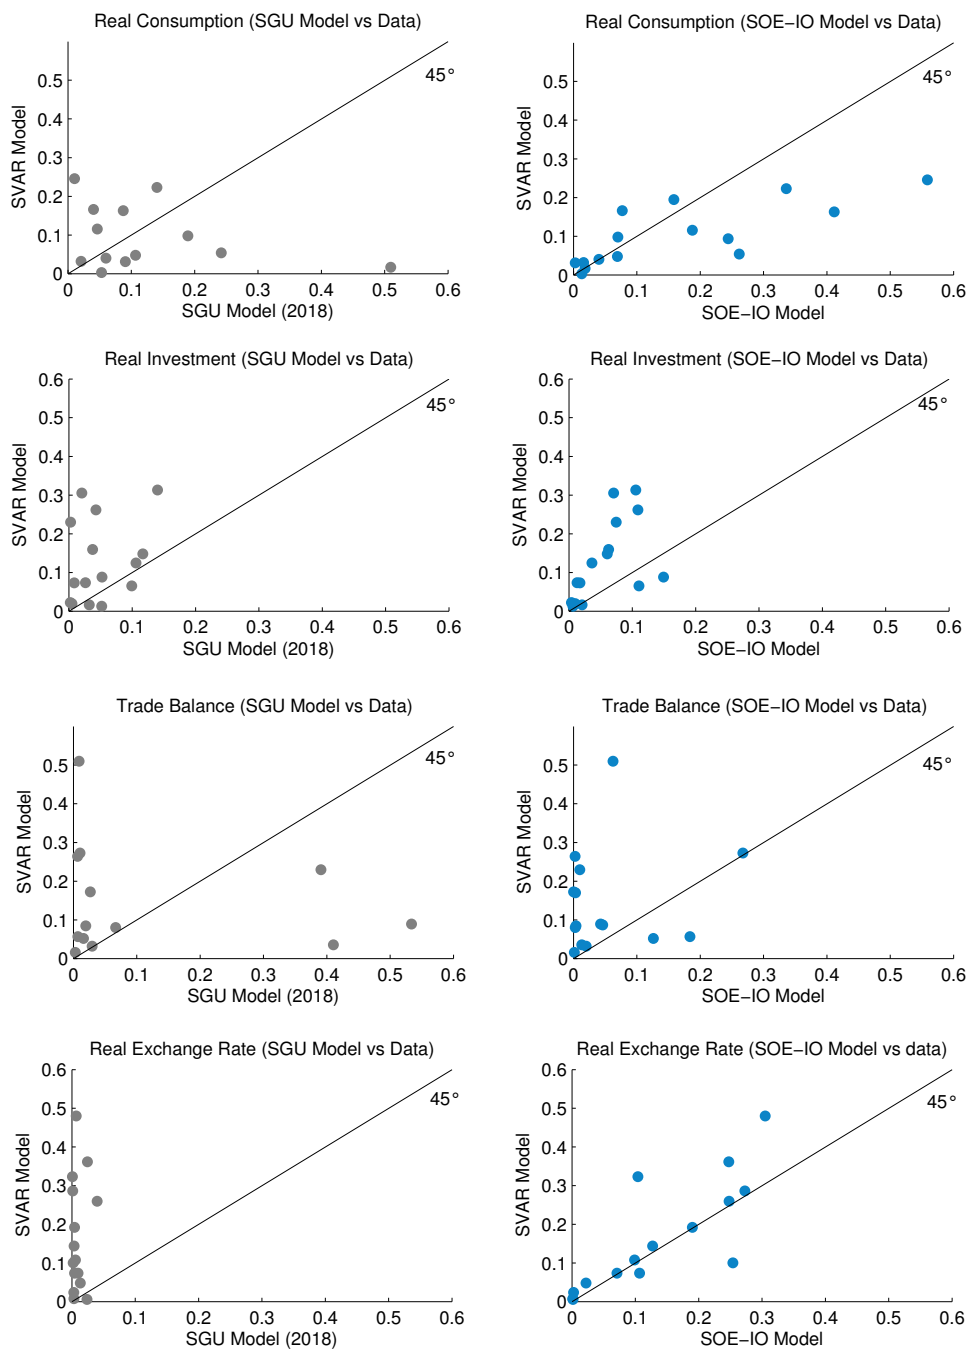 Real Consumption (SGU Model vs Data)
SVAR Model
0.5
0.4
0.3
0.2
0.1
0
45°
0 0.1 0.2 0.3 0.4 0.5 0.6
SGU Model (2018)
Real Consumption (SOE−IO Model vs data)
SVAR Model
0.5
0.4
0.3
0.2
0.1
0
45°
0 0.1 0.2 0.3 0.4 0.5 0.6
SOE−IO Model
Real Investment (SGU Model vs Data)
SVAR Model
0.6
0.5
0.4
0.3
0.2
0.1
0
45°
0 0.1 0.2 0.3 0.4 0.5 0.6
SGU Model (2018)
Real Investment (SOE−IO Model vs Data)
SVAR Model
0.6
0.5
0.4
0.3
0.2
0.1
0
45°
0 0.1 0.2 0.3 0.4 0.5 0.6
SOE−IO Model
Trade Balance (SGU Model vs Data)
SVAR Model
0.5
0.4
0.3
0.2
0.1
0
45°
0 0.1 0.2 0.3 0.4 0.5 0.6
SGU Model (2018)
Trade Balance (SOE−IO Model vs Data)
SVAR Model
0.5
0.4
0.3
0.2
0.1
0
45°
0 0.1 0.2 0.3 0.4 0.5 0.6
SOE−IO Model
Real Exchange Rate (SGU Model vs Data)
SVAR Model
0.6
0.5
0.4
0.3
0.2
0.1
0
45°
0 0.1 0.2 0.3 0.4 0.5 0.6
SGU Model (2018)
Real Exchange Rate (SOE−IO Model vs data)
SVAR Model
0.6
0.5
0.4
0.3
0.2
0.1
0
45°
0 0.1 0.2 0.3 0.4 0.5 0.6
SOE−IO Model